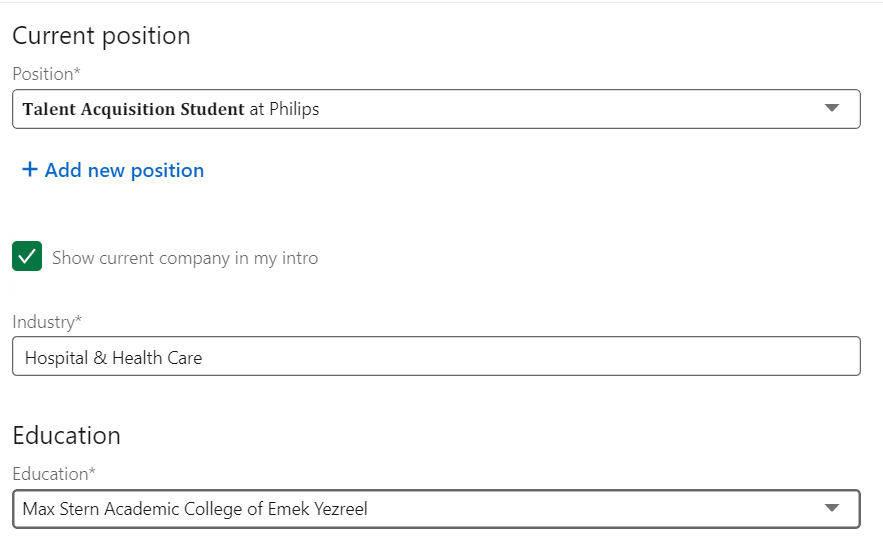 Current position
Position*
Talent Acquisition Student at Philips
+ Add new position
Show current company in my intro
Industry*
Hospital & Health Care
Education
Education*
Max Stern Academic College of Emek Yezreel